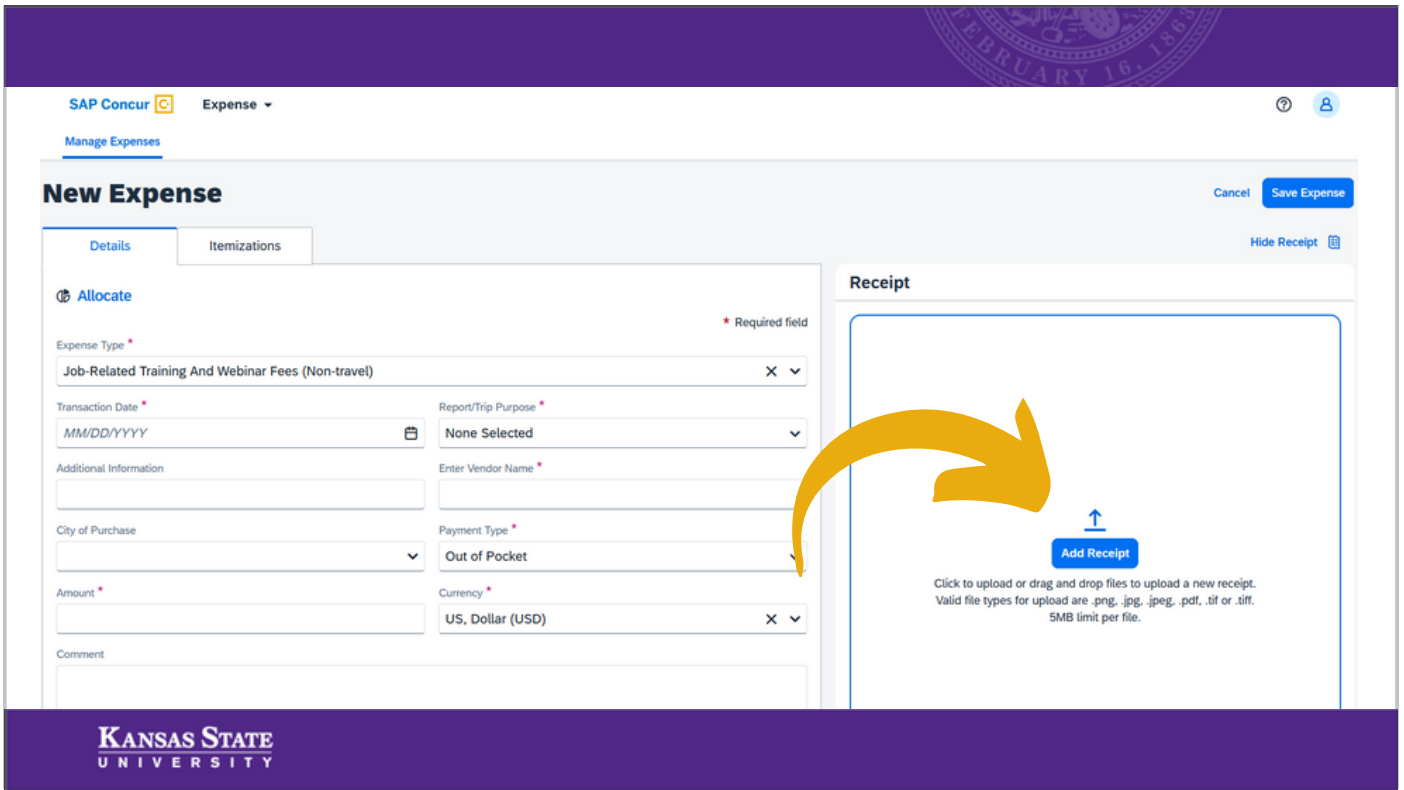 FEBRUARY 16, 1863
SAP Concur C Expense
Manage Expenses
New Expense
Cancel Save Expense
Details Itemizations
Hide Receipt
Allocate
Receipt
* Required field
Expense Type *
Job-Related Training And Webinar Fees (Non-travel)
Transaction Date * Report/Trip Purpose *
MM/DD/YYYY None Selected
Additional Information Enter Vendor Name *
City of Purchase Payment Type *
Out of Pocket
Amount * Currency *
US, Dollar (USD)
Comment
Add Receipt
Click to upload or drag and drop files to upload a new receipt.
Valid file types for upload are .png, .jpg, .jpeg, .pdf, .tif or .tiff.
5MB limit per file.
KANSAS STATE
UNIVERSITY